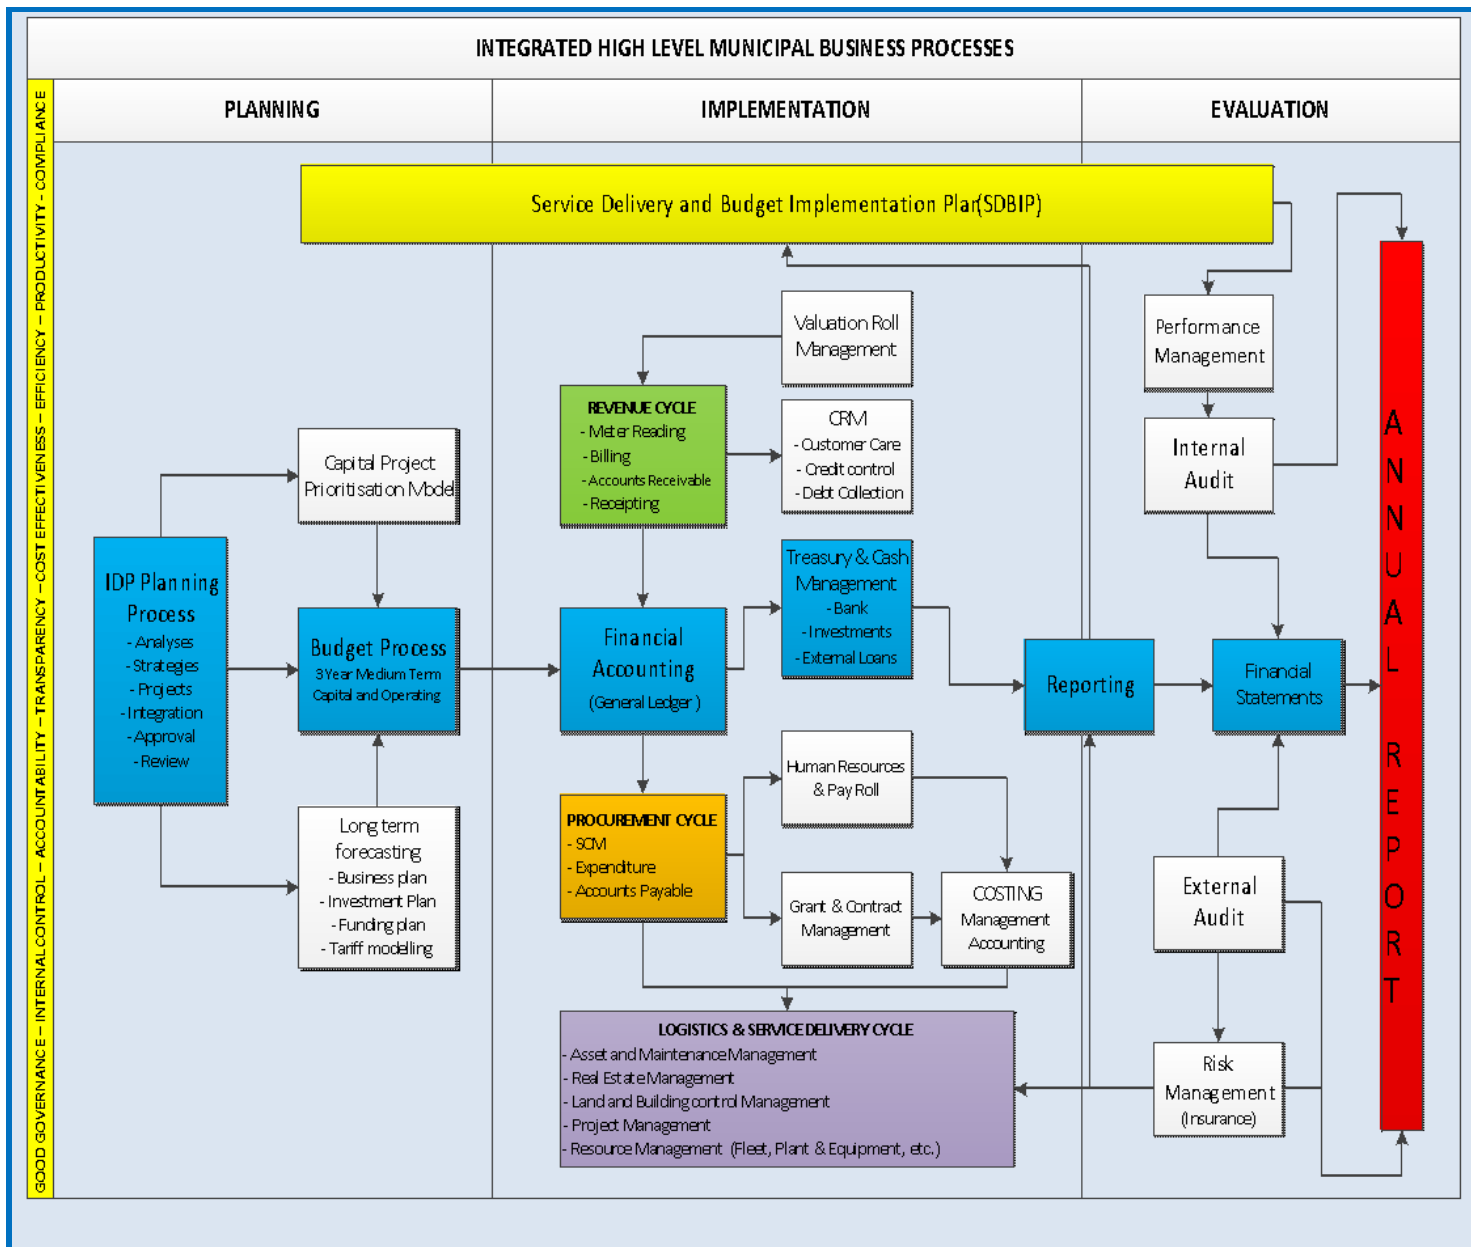 INTEGRATED HIGH LEVEL MUNICIPAL BUSINESS PROCESSES
PLANNING
IMPLEMENTATION
EVALUATION
GOOD GOVERNANCE – INTERNAL CONTROL – ACCOUNTABILITY – TRANSPARENCY – COST EFFECTIVENESS – EFFICIENCY – PRODUCTIVITY - COMPLIANCE
Service Delivery and Budget Implementation Plan(SDBIP)
Valuation Roll
Management
Performance
Management
REVENUE CYCLE
- Meter Reading
- Billing
- Accounts Receivable
- Receipting
CRM
- Customer Care
- Credit control
- Debt Collection
Internal
Audit
Capital Project
Prioritisation Model
IDP Planning
Process
- Analyses
- Strategies
- Projects
- Integration
- Approval
- Review
Budget Process
3 Year Medium Term
Capital and Operating
Financial
Accounting
(General Ledger )
Treasury & Cash
Management
- Bank
- Investments
- External Loans
Reporting
Financial
Statements
ANNUAL REPORT
Long term
forecasting
- Business plan
- Investment Plan
- Funding plan
- Tariff modelling
PROCUREMENT CYCLE
- SCM
- Expenditure
- Accounts Payable
Human Resources
& Pay Roll
Grant & Contract
Management
COSTING
Management
Accounting
External
Audit
LOGISTICS & SERVICE DELIVERY CYCLE
- Asset and Maintenance Management
- Real Estate Management
- Land and Building control Management
- Project Management
- Resource Management (Fleet, Plant & Equipment, etc.)
Risk
Management
(Insurance)